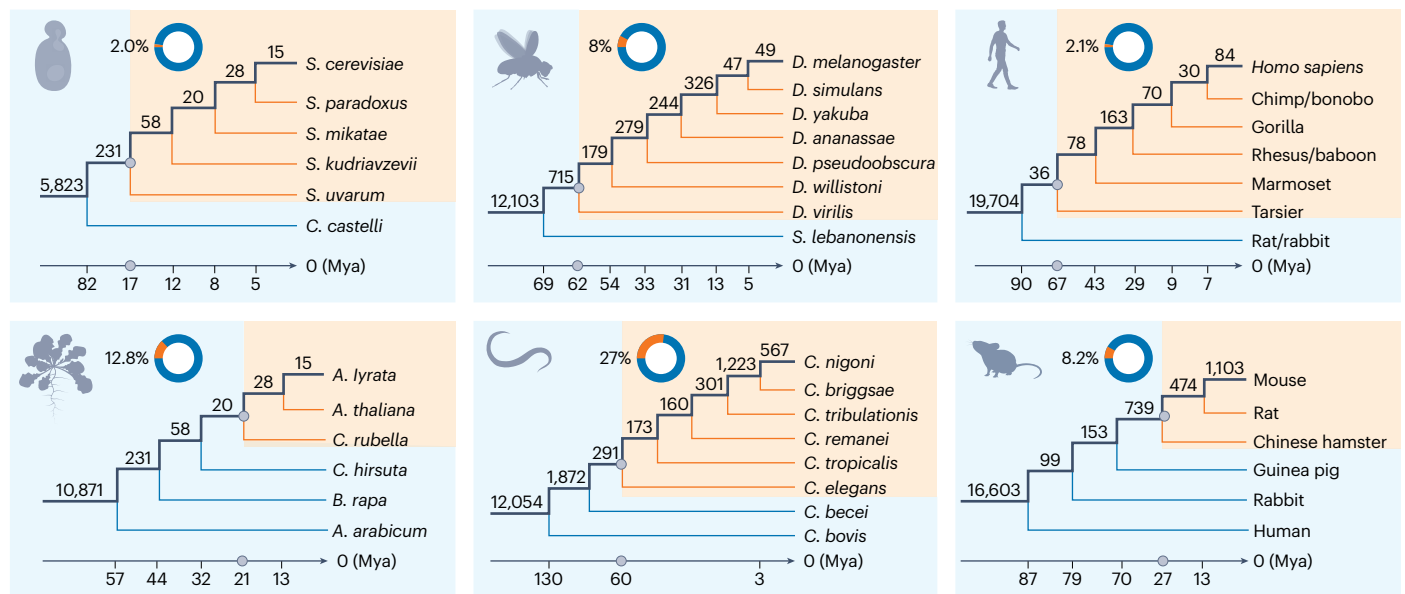 2.0%
15
S. cerevisiae
28
S. paradoxus
20
S. mikatae
58
S. kudriavzevii
231
S. uvarum
5,823
C. castelli
0 (Mya)
82 17 12 8 5
8%
49
D. melanogaster
47
D. simulans
326
D. yakuba
244
D. ananassae
279
D. pseudoobscura
179
D. willistoni
715
D. virilis
12,103
S. lebanonensis
0 (Mya)
69 62 54 33 31 13 5
2.1%
84
Homo sapiens
30
Chimp/bonobo
70
Gorilla
163
Rhesus/baboon
78
Marmoset
36
Tarsier
19,704
Rat/rabbit
0 (Mya)
90 67 43 29 9 7
12.8%
15
A. lyrata
28
A. thaliana
20
C. rubella
58
C. hirsuta
231
B. rapa
10,871
A. arabicum
0 (Mya)
57 44 32 21 13
27%
567
C. nigoni
1,223
C. briggsae
301
C. tribulationis
160
C. remanei
173
C. tropicalis
291
C. elegans
1,872
C. becei
12,054
C. bovis
0 (Mya)
130 60 3
8.2%
1,103
Mouse
474
Rat
739
Chinese hamster
153
Guinea pig
99
Rabbit
16,603
Human
0 (Mya)
87 79 70 27 13